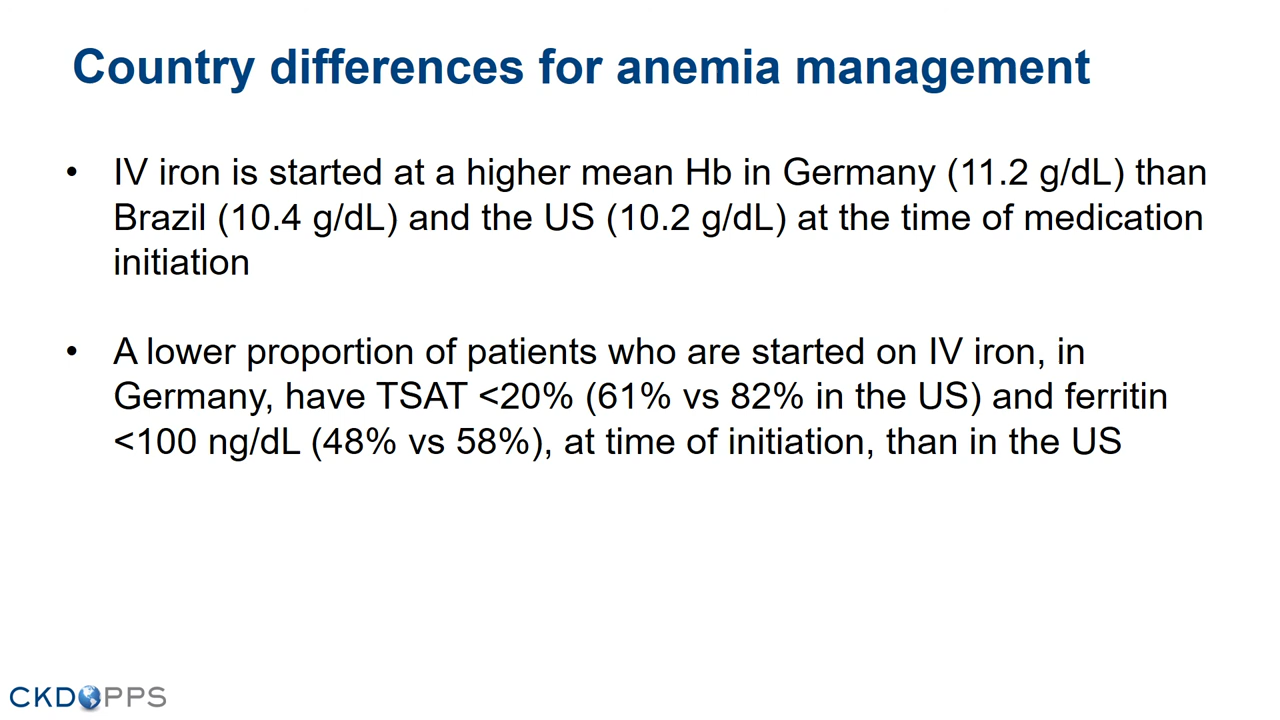 Country differences for anemia management
• IV iron is started at a higher mean Hb in Germany (11.2 g/dL) than
Brazil (10.4 g/dL) and the US (10.2 g/dL) at the time of medication
initiation
• A lower proportion of patients who are started on IV iron, in
Germany, have TSAT <20% (61% vs 82% in the US) and ferritin
<100 ng/dL (48% vs 58%), at time of initiation, than in the US
CKDOPPS